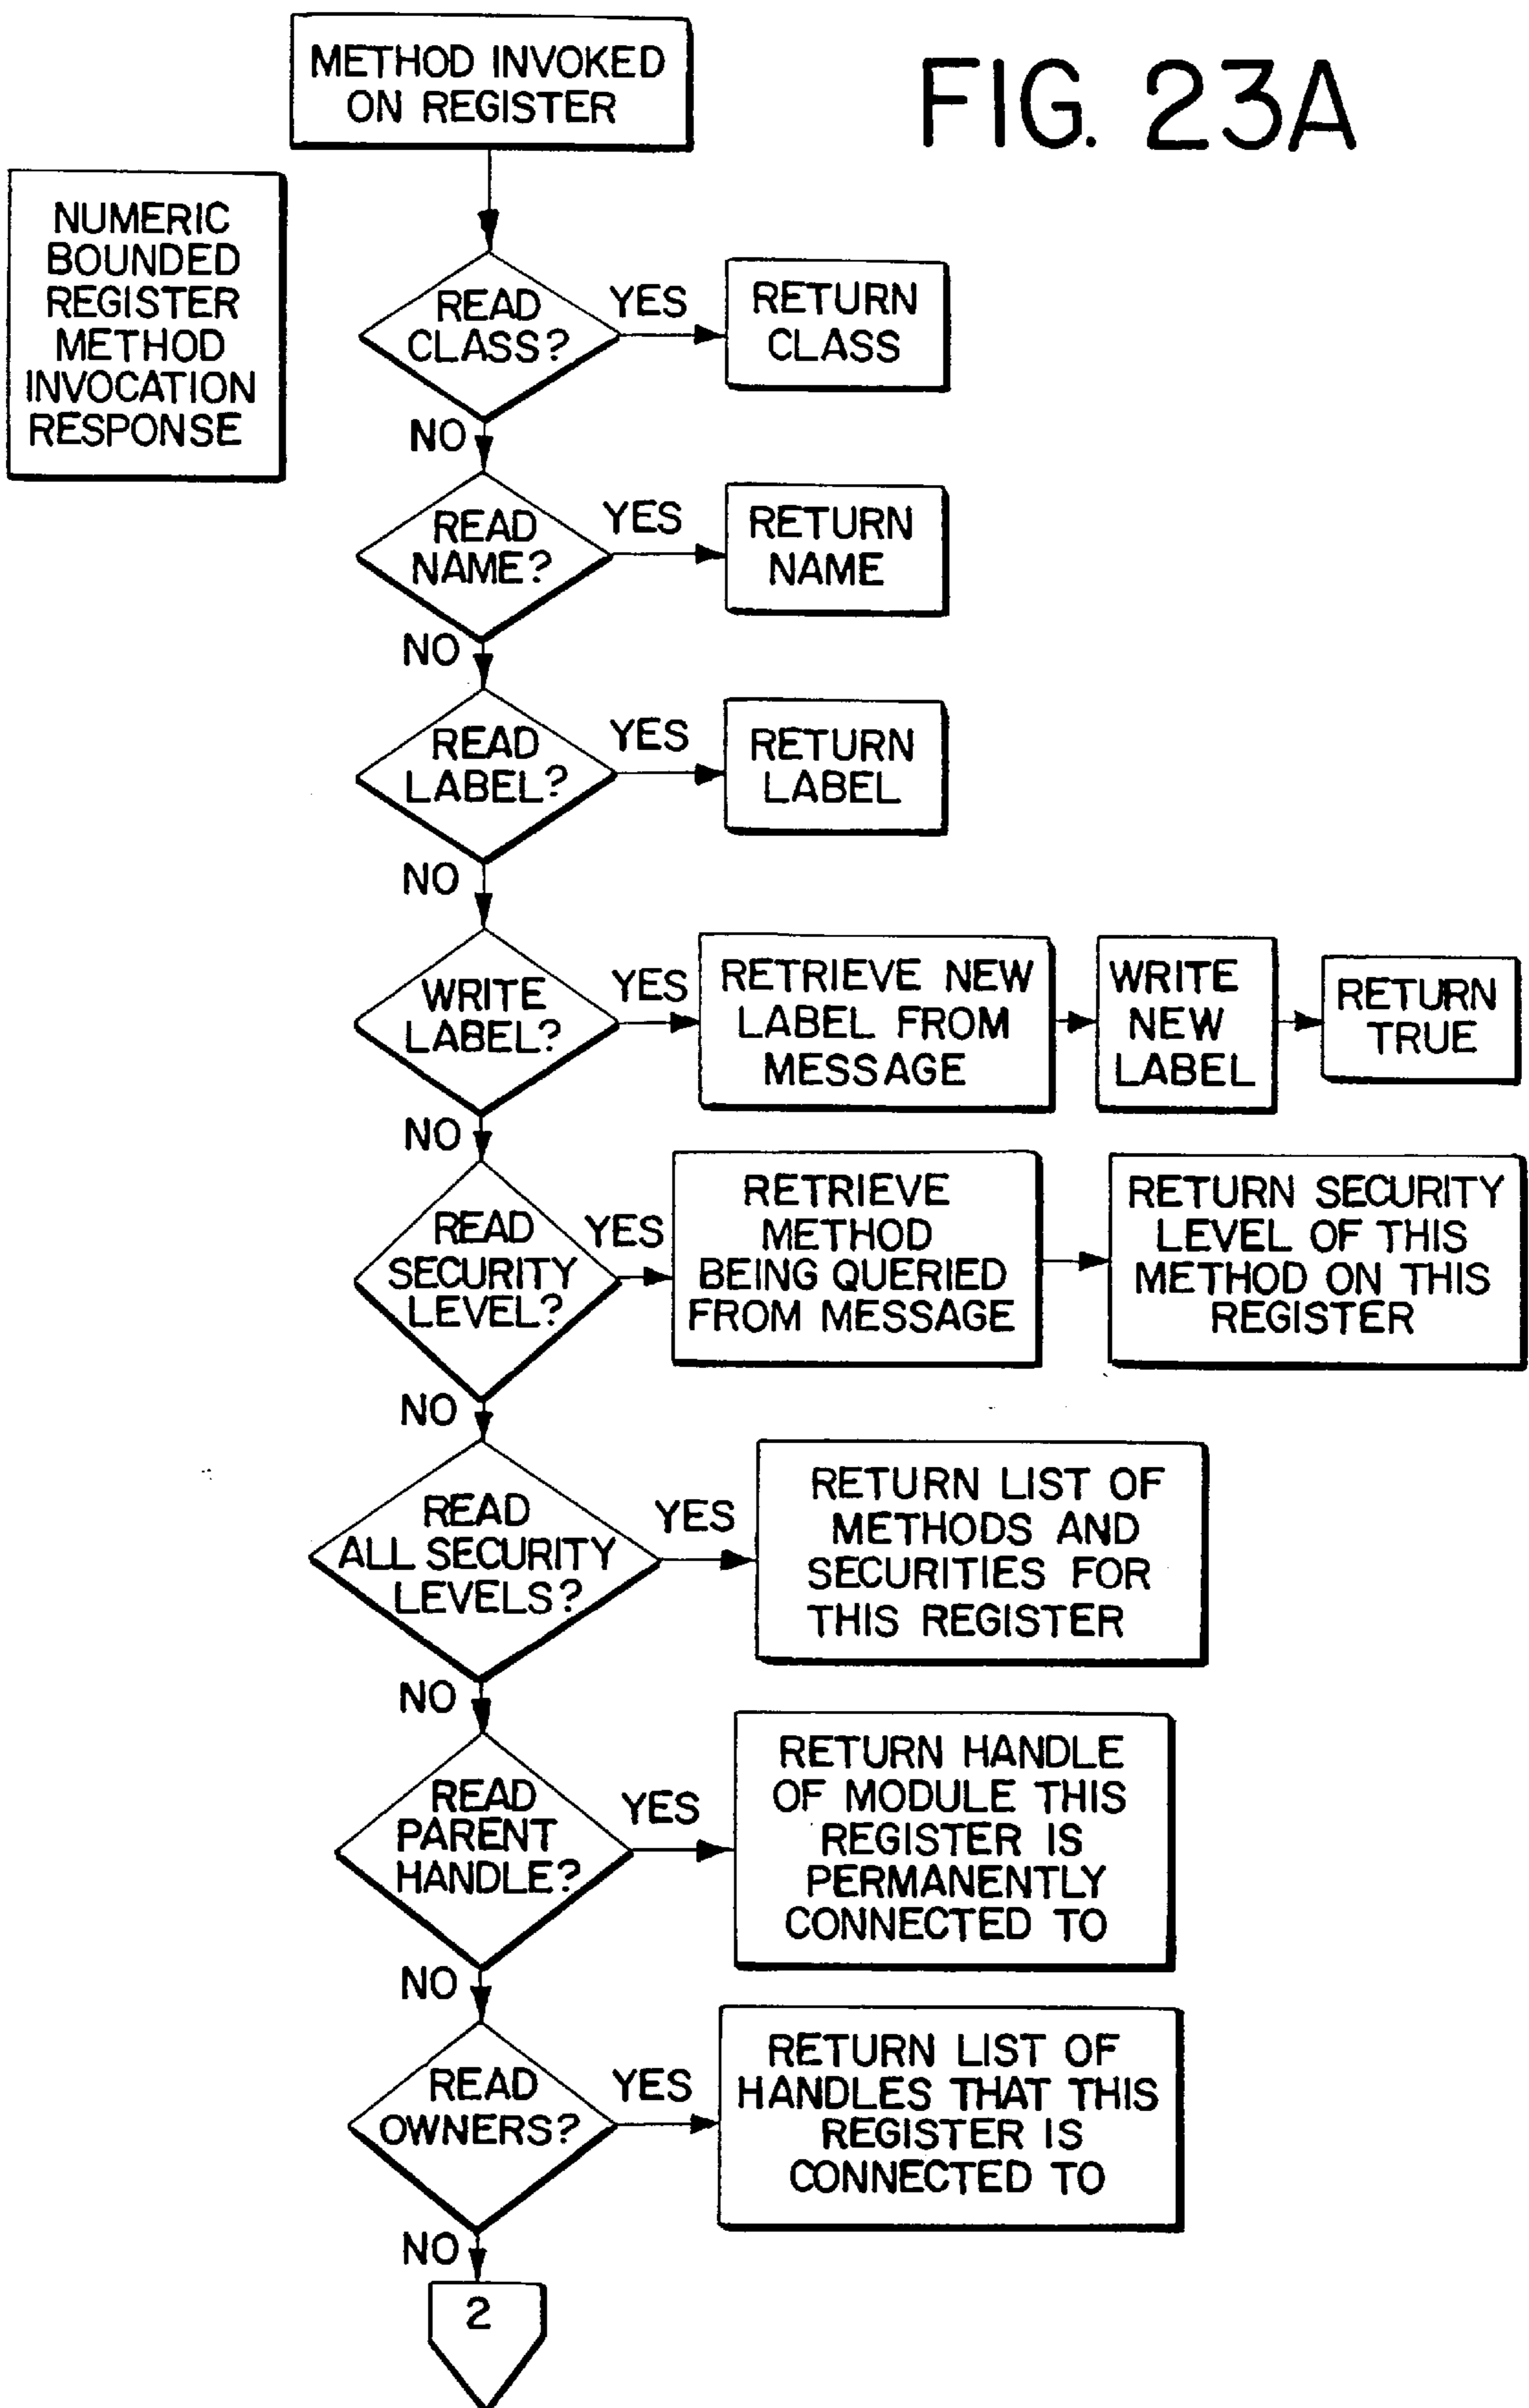 METHOD INVOKED
ON REGISTER
FIG. 23A
NUMERIC
BOUNDED
REGISTER
METHOD
INVOCATION
RESPONSE
READ
CLASS?
YES
RETURN
CLASS
NO
READ
NAME?
YES
RETURN
NAME
NO
READ
LABEL?
YES
RETURN
LABEL
NO
WRITE
LABEL?
YES
RETRIEVE NEW
LABEL FROM
MESSAGE
WRITE
NEW
LABEL
RETURN
TRUE
NO
READ
SECURITY
LEVEL?
YES
RETRIEVE
METHOD
BEING QUERIED
FROM MESSAGE
RETURN SECURITY
LEVEL OF THIS
METHOD ON THIS
REGISTER
NO
READ
ALL SECURITY
LEVELS?
YES
RETURN LIST OF
METHODS AND
SECURITIES FOR
THIS REGISTER
NO
READ
PARENT
HANDLE?
YES
RETURN HANDLE
OF MODULE THIS
REGISTER IS
PERMANENTLY
CONNECTED TO
NO
READ
OWNERS?
YES
RETURN LIST OF
HANDLES THAT THIS
REGISTER IS
CONNECTED TO
NO
2